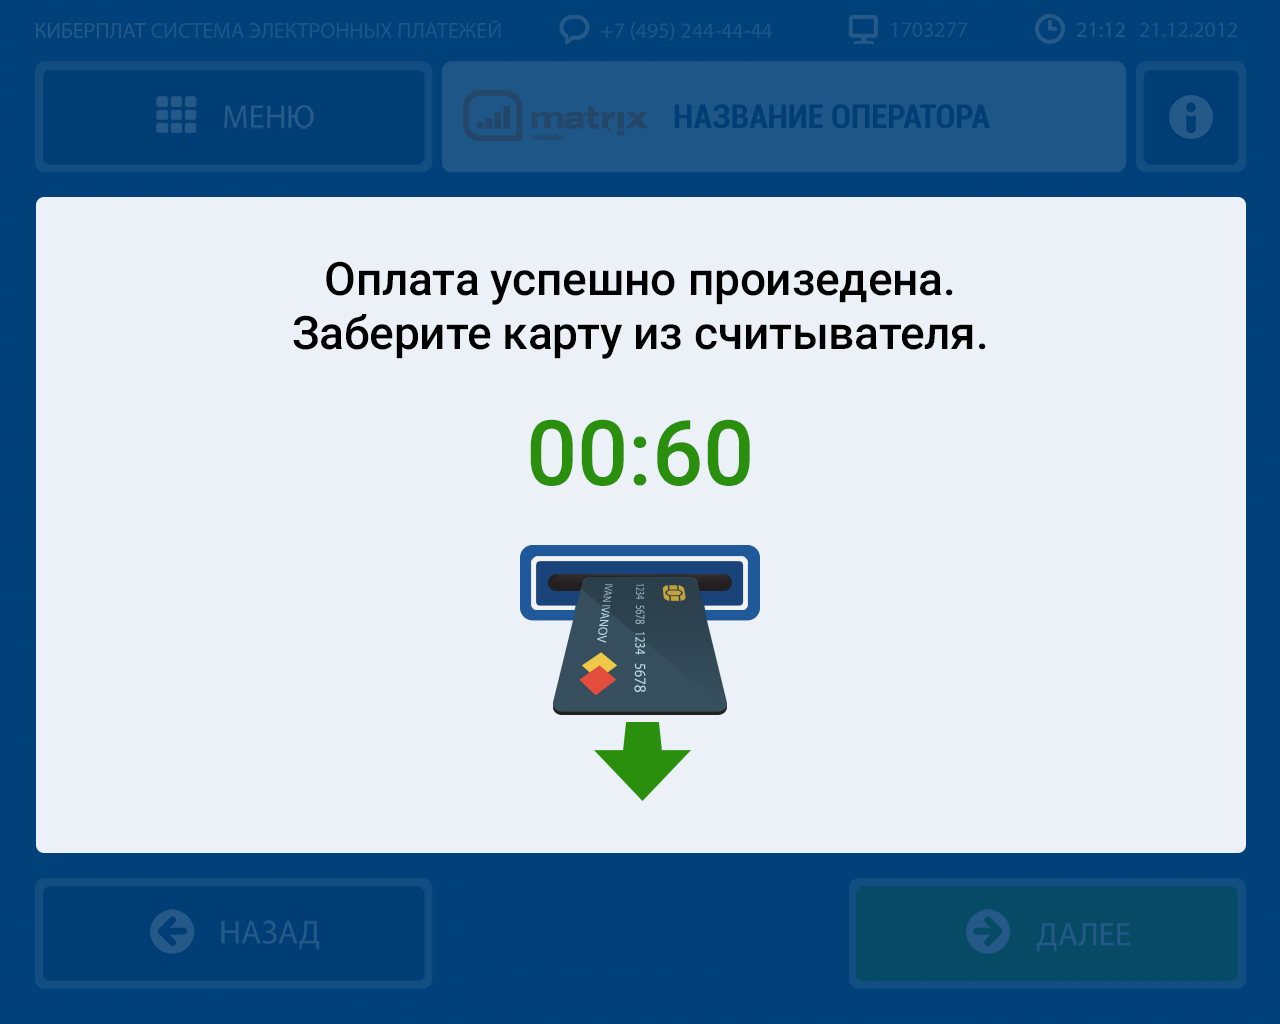 КИБЕРПЛАТ СИСТЕМА ЭЛЕКТРОННЫХ ПЛАТЕЖЕЙ
+7 (495) 244-44-44
1703277
21:12 21.12.2012
МЕНЮ
matrix
mobile
НАЗВАНИЕ ОПЕРАТОРА
Оплата успешно произедена.
Заберите карту из считывателя.
00:60
IVAN IVANOV
1234 5678 1234 5678
НАЗАД
ДАЛЕЕ